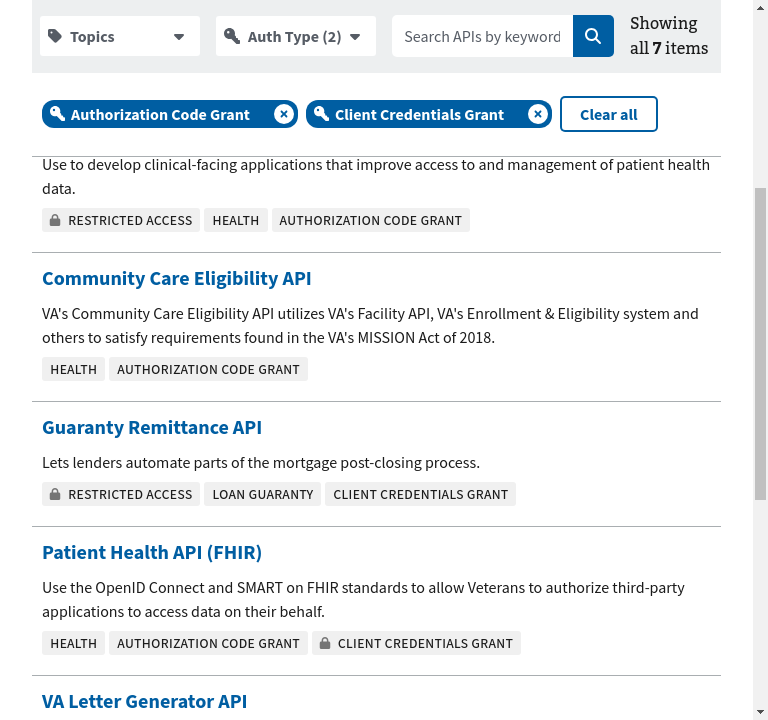 Topics
Auth Type (2)
Search APIs by keyword
Showing
all 7 items
Authorization Code Grant
Client Credentials Grant
Clear all
Use to develop clinical-facing applications that improve access to and management of patient health
data.
RESTRICTED ACCESS HEALTH AUTHORIZATION CODE GRANT
Community Care Eligibility API
VA's Community Care Eligibility API utilizes VA's Facility API, VA's Enrollment & Eligibility system and
others to satisfy requirements found in the VA's MISSION Act of 2018.
HEALTH AUTHORIZATION CODE GRANT
Guaranty Remittance API
Lets lenders automate parts of the mortgage post-closing process.
RESTRICTED ACCESS LOAN GUARANTY CLIENT CREDENTIALS GRANT
Patient Health API (FHIR)
Use the OpenID Connect and SMART on FHIR standards to allow Veterans to authorize third-party
applications to access data on their behalf.
HEALTH AUTHORIZATION CODE GRANT CLIENT CREDENTIALS GRANT
VA Letter Generator API